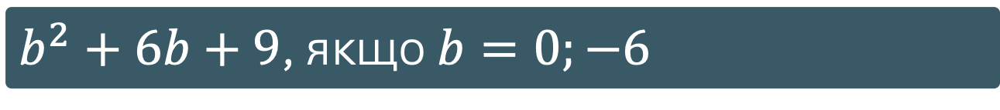 b² + 6b + 9, якщо b = 0; −6